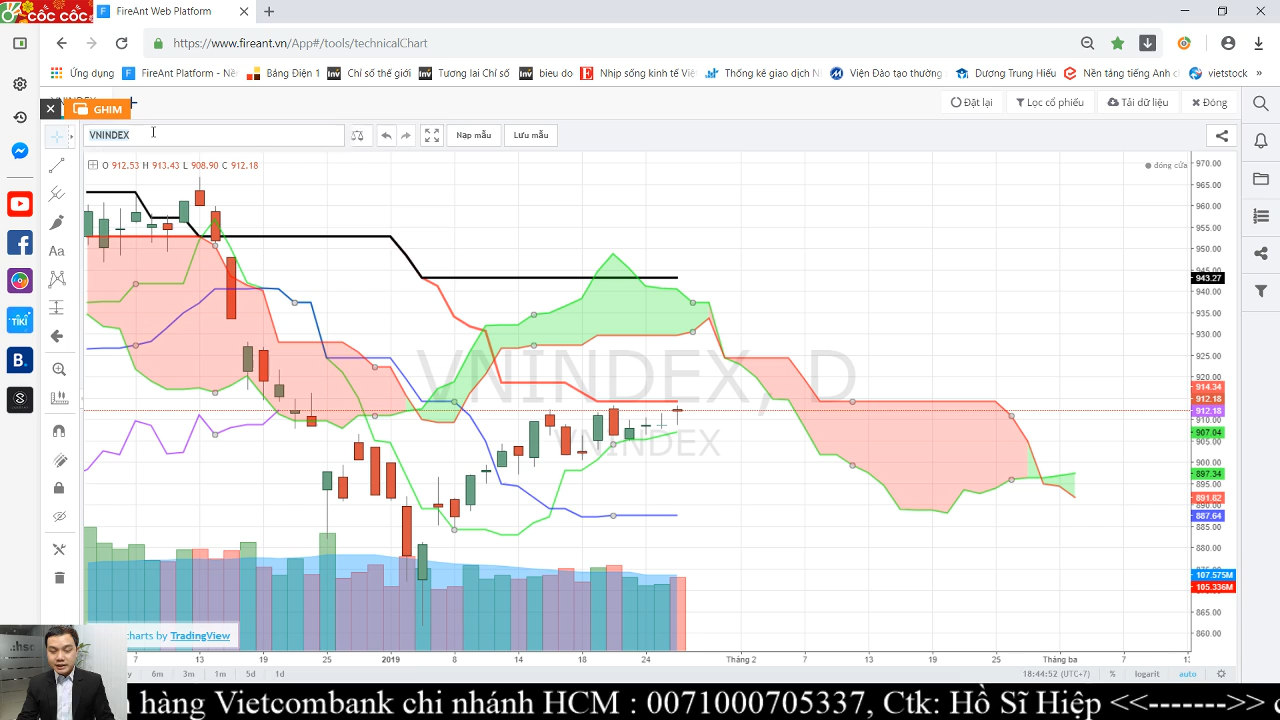 CỐC CỐC
FireAnt Web Platform
https://www.fireant.vn/App#/tools/technicalChart
Ứng dụng
FireAnt Platform - Nề
Bảng Điện 1
Chỉ số thế giới
Tương lai Chỉ số
bieu do
Nhịp sống kinh tế Việ
Thống kê giao dịch N
Viện Dào tạo thương
Dương Trung Hiếu
Nền tảng tiếng Anh c
vietstock
»
GHIM
Đặt lại
Lọc cổ phiếu
Tải dữ liệu
Đóng
VNINDEX
Nạp mẫu
Lưu mẫu
O 912.53 H 913.43 L 908.90 C 912.18
đóng cửa
VNINDEX, D
VNINDEX
970.00
965.00
960.00
955.00
950.00
945.00
943.27
940.00
935.00
930.00
925.00
920.00
914.34
912.18
912.18
910.00
907.04
905.00
900.00
897.34
895.00
891.82
890.00
887.64
885.00
880.00
875.00
107.575M
105.336M
865.00
860.00
Aa
TiKi
B.
charts by TradingView
7 13 19 25 2019 8 14 18 24 Tháng 2 7 13 19 25 Tháng ba 7 13
y 6m 3m 1m 5d 1d
18:44:52 (UTC+7) % logarit auto
.:hsc
n hàng Vietcombank chi nhánh HCM : 0071000705337, Ctk: Hồ Sĩ Hiệp <<------->> c